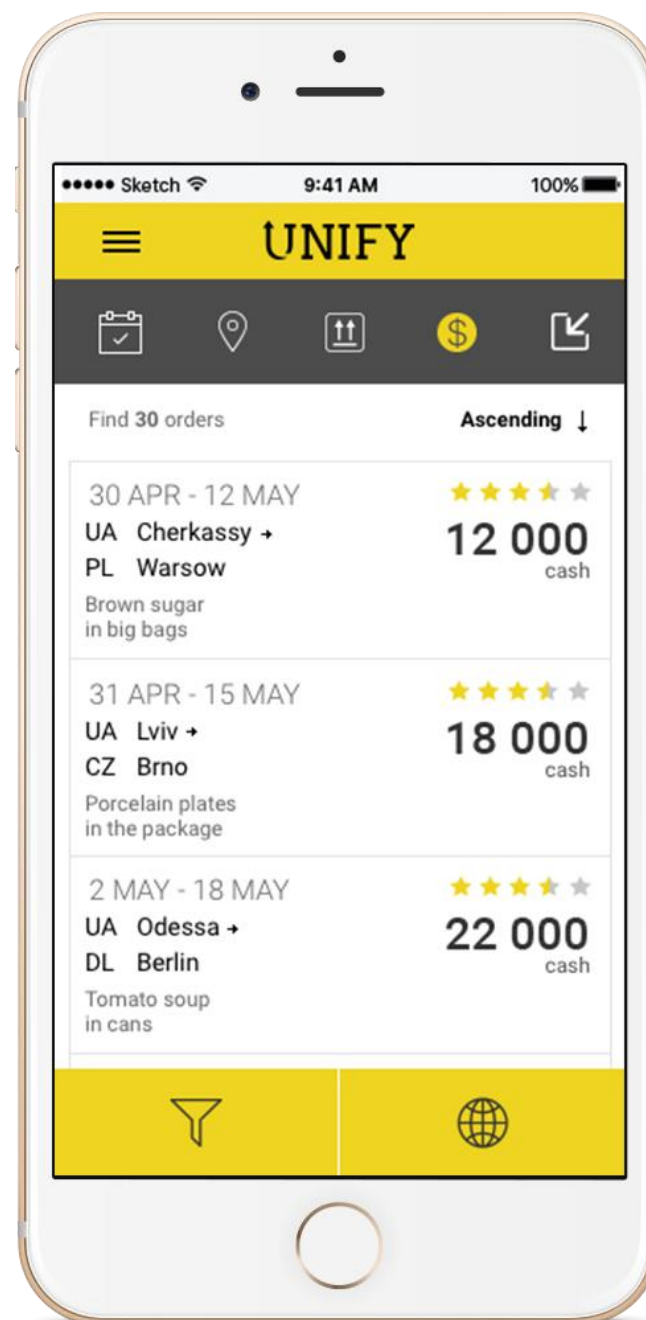 Sketch 9:41 AM 100%
UNIFY
Find 30 orders Ascending ↓
30 APR - 12 MAY
UA Cherkassy →
12 000
PL Warsow
cash
Brown sugar
in big bags
31 APR - 15 MAY
UA Lviv →
18 000
CZ Brno
cash
Porcelain plates
in the package
2 MAY - 18 MAY
UA Odessa →
22 000
DL Berlin
cash
Tomato soup
in cans